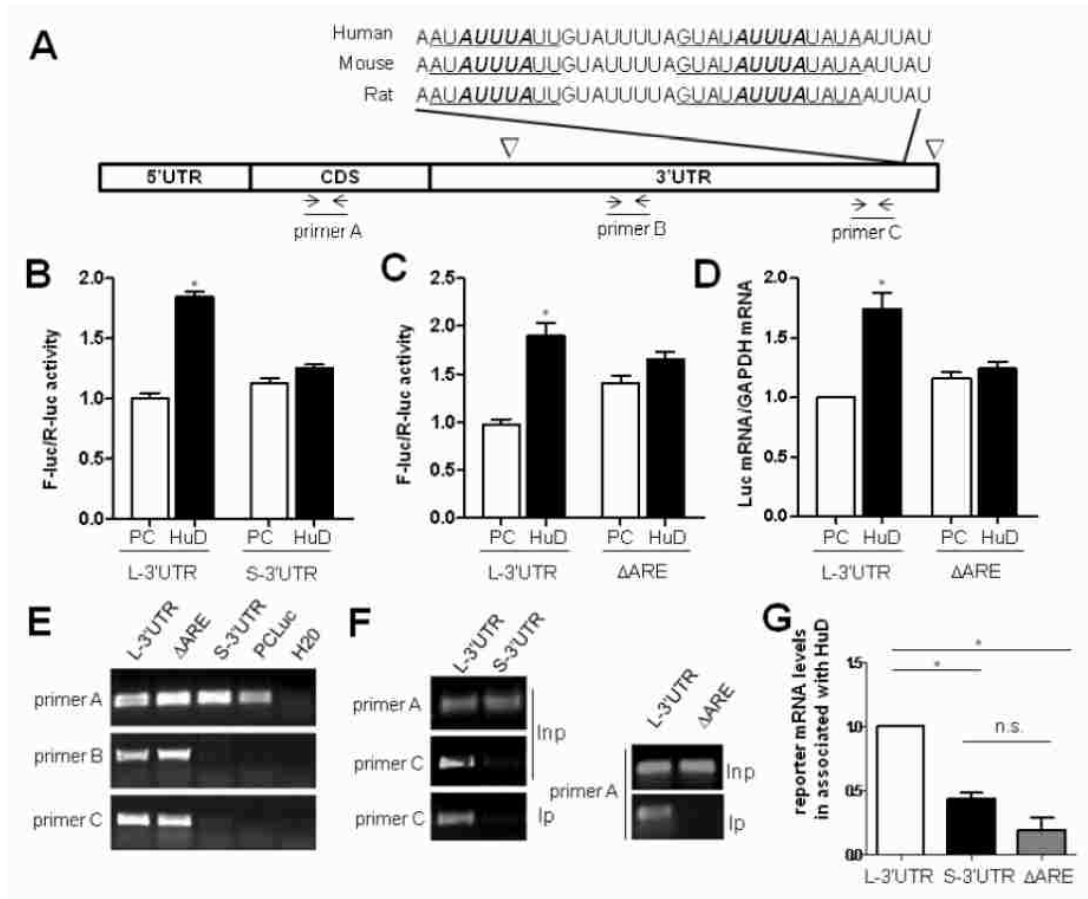 A
Human AAUAUUUAUUGUAUUUUAGUAUAUUUAUAUAAUUAU
Mouse AAUAUUUAUUGUAUUUUAGUAUAUUUAUAUAAUUAU
Rat AAUAUUUAUUGUAUUUUAGUAUAUUUAUAUAAUUAU
5'UTR CDS 3'UTR
primer A primer B primer C
B
F-luc/R-luc activity
2.0
1.5
1.0
0.5
0.0
*
PC HuD PC HuD
L-3'UTR S-3'UTR
C
F-luc/R-luc activity
2.5
2.0
1.5
1.0
0.5
0.0
*
PC HuD PC HuD
L-3'UTR ΔARE
D
Luc mRNA/GAPDH mRNA
2.0
1.5
1.0
0.5
0.0
*
PC HuD PC HuD
L-3'UTR ΔARE
E
L-3'UTR ΔARE S-3'UTR PCLuc H20
primer A
primer B
primer C
F
L-3'UTR S-3'UTR
primer A
primer C
Inp
primer C Ip
L-3'UTR ΔARE
primer A
Inp
Ip
G
reporter mRNA levels
in associated with HuD
1.5
1.0
0.5
0.0
*
*
n.s.
L-3'UTR S-3'UTR ΔARE